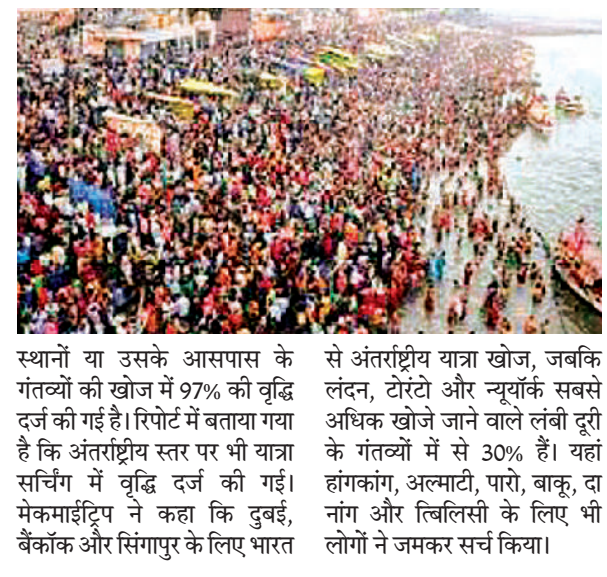 स्थानों या उसके आसपास के
गंतव्यों की खोज में 97% की वृद्धि
दर्ज की गई है। रिपोर्ट में बताया गया
है कि अंतर्राष्ट्रीय स्तर पर भी यात्रा
सर्चिंग में वृद्धि दर्ज की गई।
मेकमाईट्रिप ने कहा कि दुबई,
बैंकॉक और सिंगापुर के लिए भारत
से अंतर्राष्ट्रीय यात्रा खोज, जबकि
लंदन, टोरंटो और न्यूयॉर्क सबसे
अधिक खोजे जाने वाले लंबी दूरी
के गंतव्यों में से 30% हैं। यहां
हांगकांग, अल्माटी, पारो, बाकू, दा
नांग और त्बिलिसी के लिए भी
लोगों ने जमकर सर्च किया।